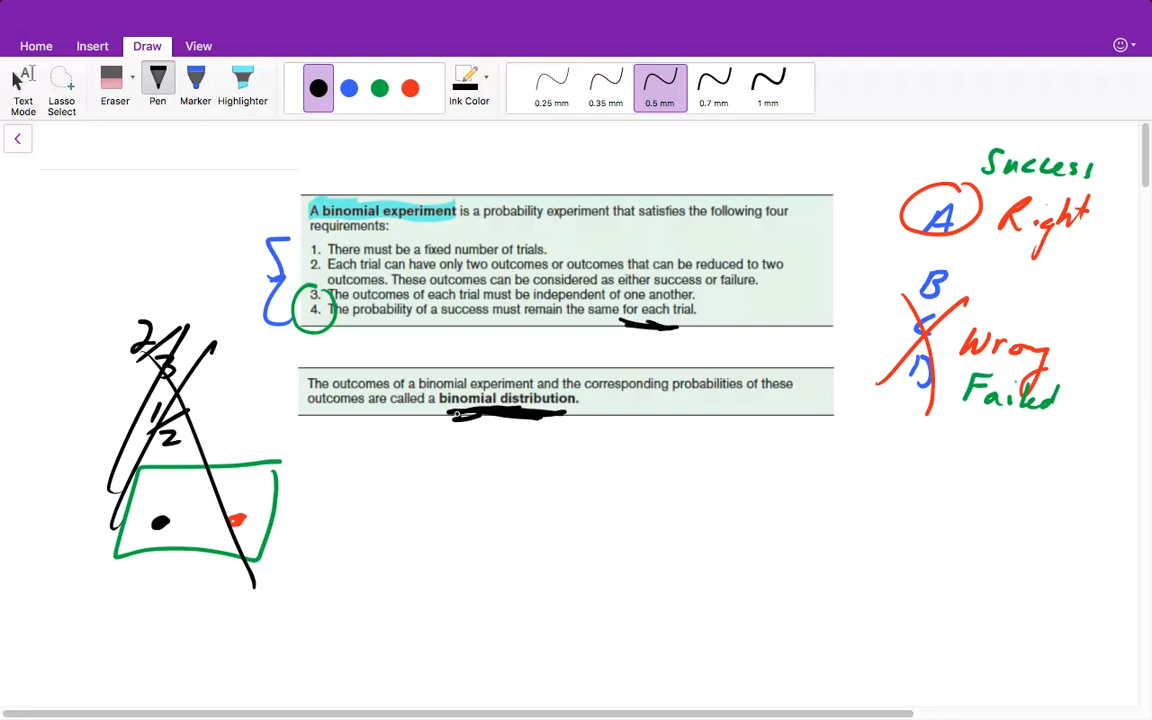 Home Insert Draw View
Text Mode
Lasso Select
Eraser
Pen
Marker
Highlighter
Ink Color
0.25 mm
0.35 mm
0.5 mm
0.7 mm
1 mm
Success
A Right
A binomial experiment is a probability experiment that satisfies the following four
requirements:
1. There must be a fixed number of trials.
2. Each trial can have only two outcomes or outcomes that can be reduced to two
outcomes. These outcomes can be considered as either success or failure.
3. The outcomes of each trial must be independent of one another.
4. The probability of a success must remain the same for each trial.
B
C
D
Wrong
Failed
The outcomes of a binomial experiment and the corresponding probabilities of these
outcomes are called a binomial distribution.
2
3
1
2